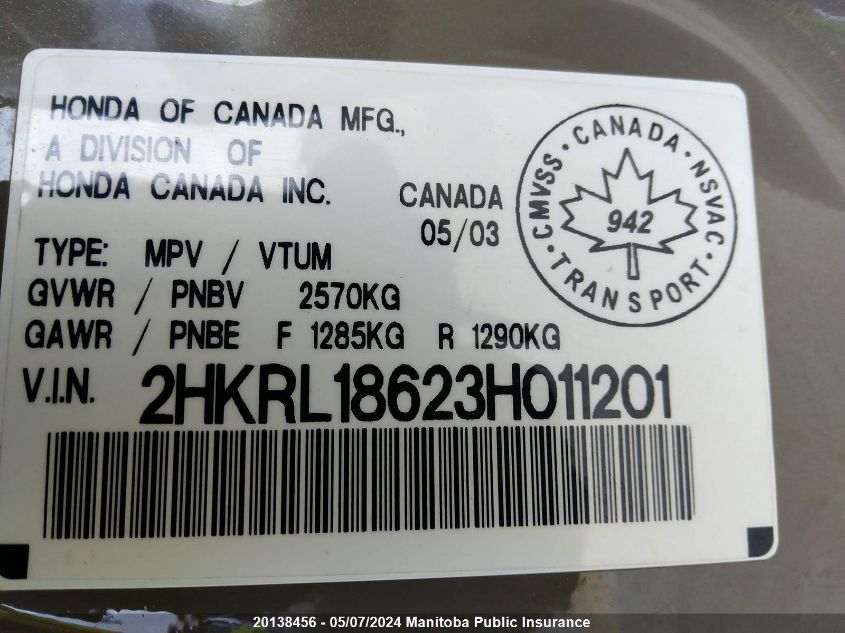 HONDA OF CANADA MFG.,
A DIVISION OF
HONDA CANADA INC.
CANADA
05/03
CMVSS · CANADA · NSVAC · TRANSPORT ·
942
TYPE: MPV / VTUM
GVWR / PNBV 2570KG
GAWR / PNBE F 1285KG R 1290KG
V.I.N. 2HKRL18623H011201
20138456 - 05/07/2024 Manitoba Public Insurance